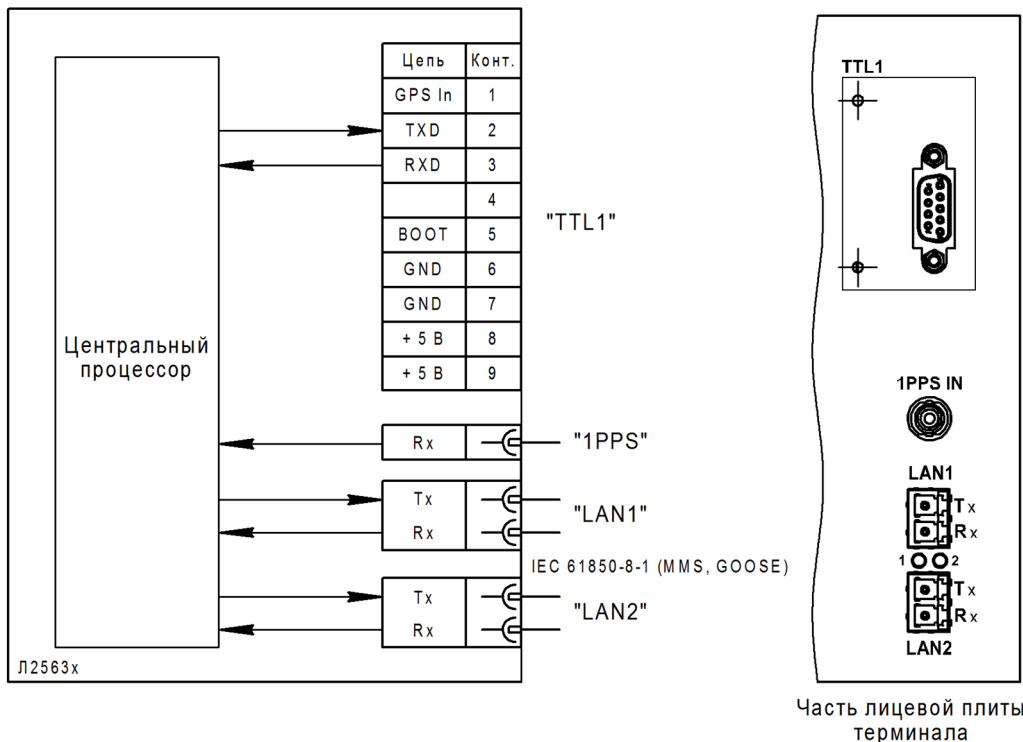 Цепь Конт.
GPS In 1
TXD 2
RXD 3
4
BOOT 5
GND 6
GND 7
+ 5 В 8
+ 5 В 9
"TTL1"
Центральный
процессор
Rx "1PPS"
Tx
"LAN1"
Rx
IEC 61850-8-1 (MMS, GOOSE)
Tx
"LAN2"
Rx
Л2563х
TTL1
1PPS IN
LAN1
Tx
Rx
1 2
Tx
Rx
LAN2
Часть лицевой плиты
терминала